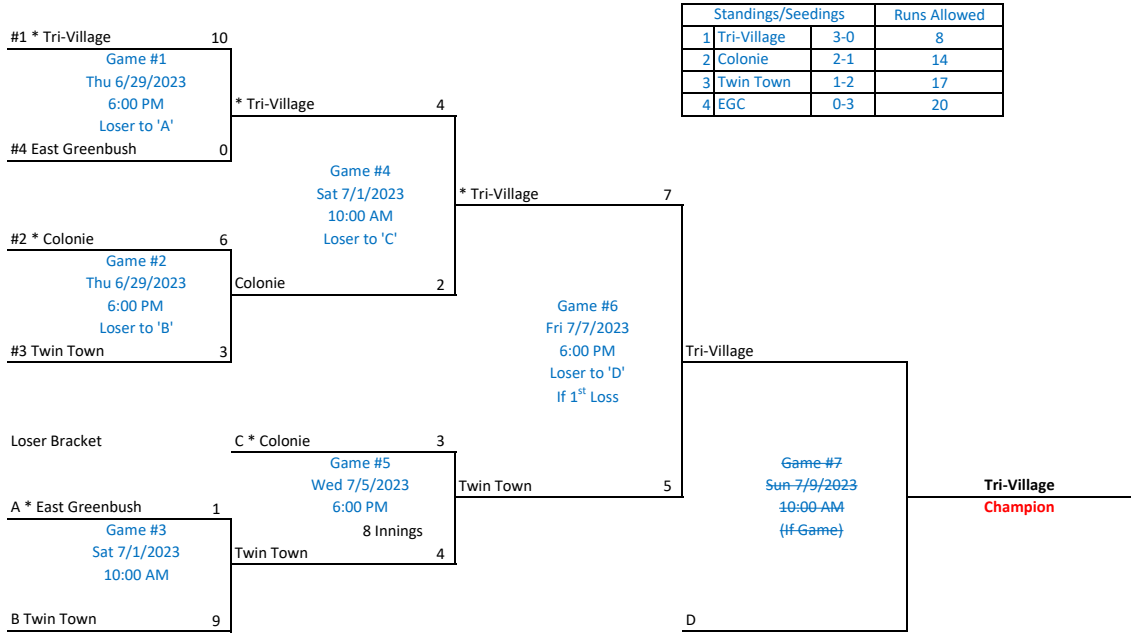 Standings/Seedings Runs Allowed
1 Tri-Village 3-0 8
2 Colonie 2-1 14
3 Twin Town 1-2 17
4 EGC 0-3 20
#1 * Tri-Village 10
Game #1
Thu 6/29/2023
6:00 PM
Loser to 'A'
#4 East Greenbush 0
* Tri-Village 4
Game #4
Sat 7/1/2023
10:00 AM
Loser to 'C'
Colonie 2
#2 * Colonie 6
Game #2
Thu 6/29/2023
6:00 PM
Loser to 'B'
#3 Twin Town 3
* Tri-Village 7
Game #6
Fri 7/7/2023
6:00 PM
Loser to 'D'
If 1st Loss
Twin Town 5
Loser Bracket
C * Colonie 3
Game #5
Wed 7/5/2023
6:00 PM
8 Innings
Twin Town 4
A * East Greenbush 1
Game #3
Sat 7/1/2023
10:00 AM
B Twin Town 9
Tri-Village
Game #7
Sun 7/9/2023
10:00 AM
(If Game)
D
Tri-Village
Champion